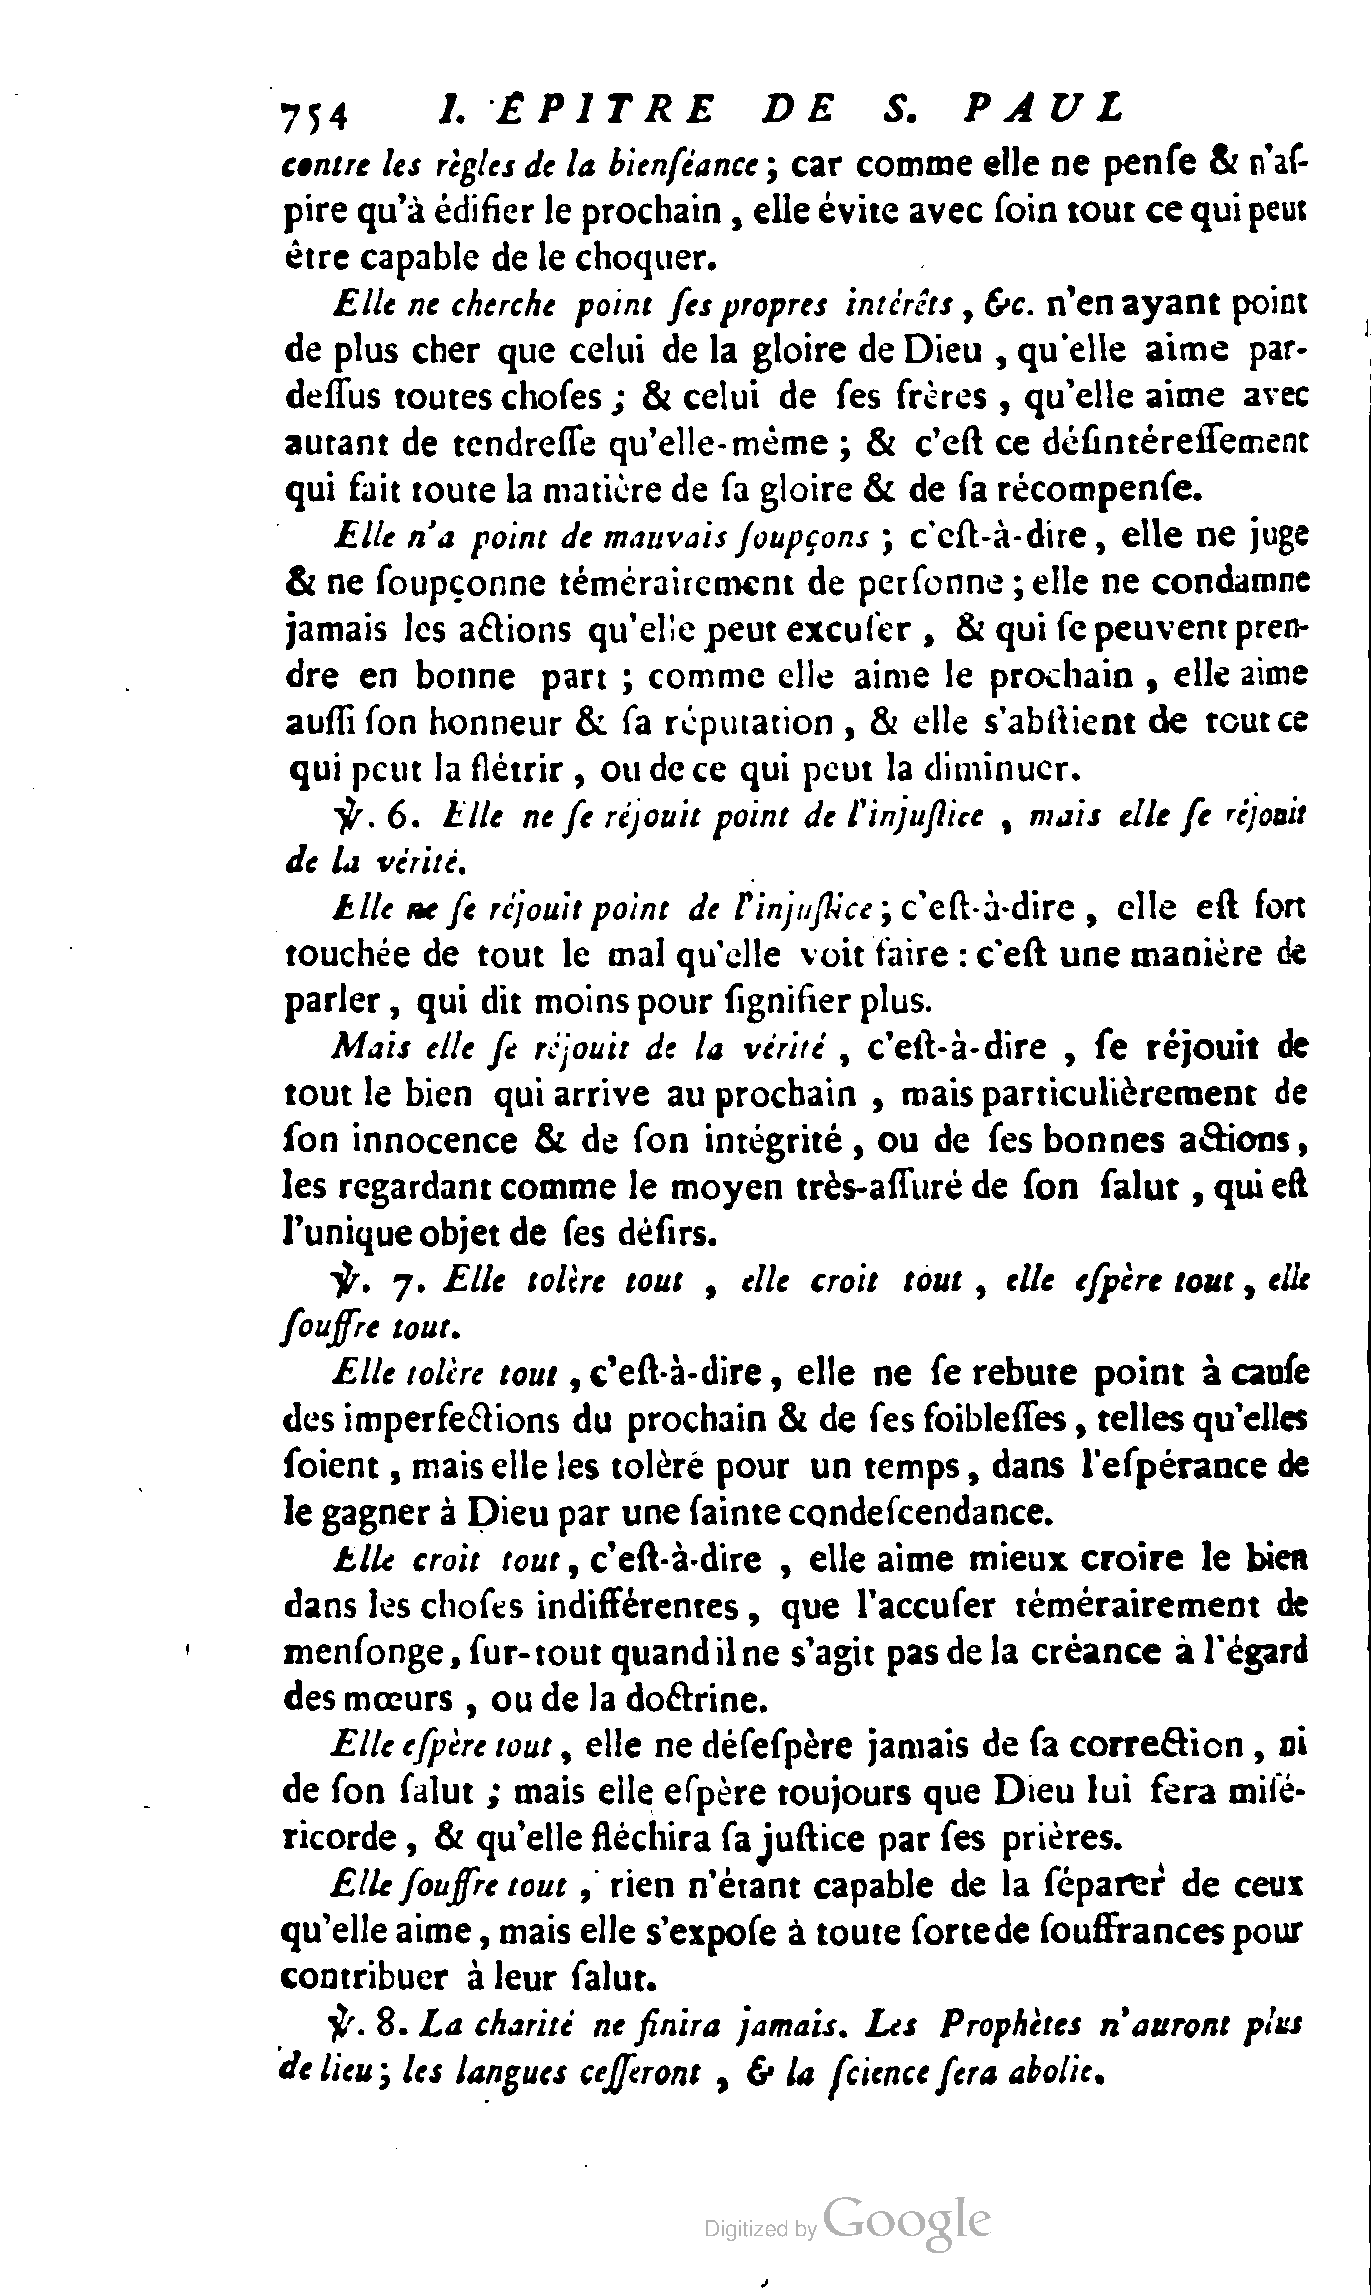 754 I. ÉPITRE DE S. PAUL
contre les règles de la bienſéance ; car comme elle ne penſe & n'aſ-
pire qu'à édifier le prochain , elle évite avec ſoin tout ce qui peut
être capable de le choquer.
Elle ne cherche point ſes propres intérêts , &c. n'en ayant point
de plus cher que celui de la gloire de Dieu , qu'elle aime par-
deſſus toutes choſes ; & celui de ſes frères , qu'elle aime avec
autant de tendreſſe qu'elle-même ; & c'eſt ce déſintéreſſement
qui fait toute la matière de ſa gloire & de ſa récompenſe.
Elle n'a point de mauvais ſoupçons ; c'eſt-à-dire , elle ne juge
& ne ſoupçonne témérairement de perſonne ; elle ne condamne
jamais les actions qu'elle peut excuſer , & qui ſe peuvent pren-
dre en bonne part ; comme elle aime le prochain , elle aime
auſſi ſon honneur & ſa réputation , & elle s'abſtient de tout ce
qui peut la flétrir , ou de ce qui peut la diminuer.
℣. 6. Elle ne ſe réjouit point de l'injuſtice , mais elle ſe réjouit
de la vérité.
Elle ne ſe réjouit point de l'injuſtice ; c'eſt-à-dire , elle eſt fort
touchée de tout le mal qu'elle voit faire : c'eſt une manière de
parler , qui dit moins pour ſignifier plus.
Mais elle ſe réjouit de la vérité , c'eſt-à-dire , ſe réjouit de
tout le bien qui arrive au prochain , mais particulièrement de
ſon innocence & de ſon intégrité , ou de ſes bonnes actions ,
les regardant comme le moyen très-aſſuré de ſon ſalut , qui eſt
l'unique objet de ſes déſirs.
℣. 7. Elle tolère tout , elle croit tout , elle eſpère tout , elle
ſouffre tout.
Elle tolère tout , c'eſt-à-dire , elle ne ſe rebute point à cauſe
des imperfections du prochain & de ſes foibleſſes , telles qu'elles
ſoient , mais elle les toléré pour un temps , dans l'eſpérance de
le gagner à Dieu par une ſainte condeſcendance.
Elle croit tout , c'eſt-à-dire , elle aime mieux croire le bien
dans les choſes indifférentes , que l'accuſer témérairement de
menſonge , ſur-tout quand il ne s'agit pas de la créance à l'égard
des mœurs , ou de la doctrine.
Elle eſpère tout , elle ne déſeſpère jamais de ſa correction , ni
de ſon ſalut ; mais elle eſpère toujours que Dieu lui fera miſé-
ricorde , & qu'elle fléchira ſa juſtice par ſes prières.
Elle ſouffre tout , rien n'étant capable de la ſéparer de ceux
qu'elle aime , mais elle s'expoſe à toute ſorte de ſouffrances pour
contribuer à leur ſalut.
℣. 8. La charité ne finira jamais. Les Prophètes n'auront plus
de lieu ; les langues ceſſeront , & la ſcience ſera abolie.
Digitized by Google